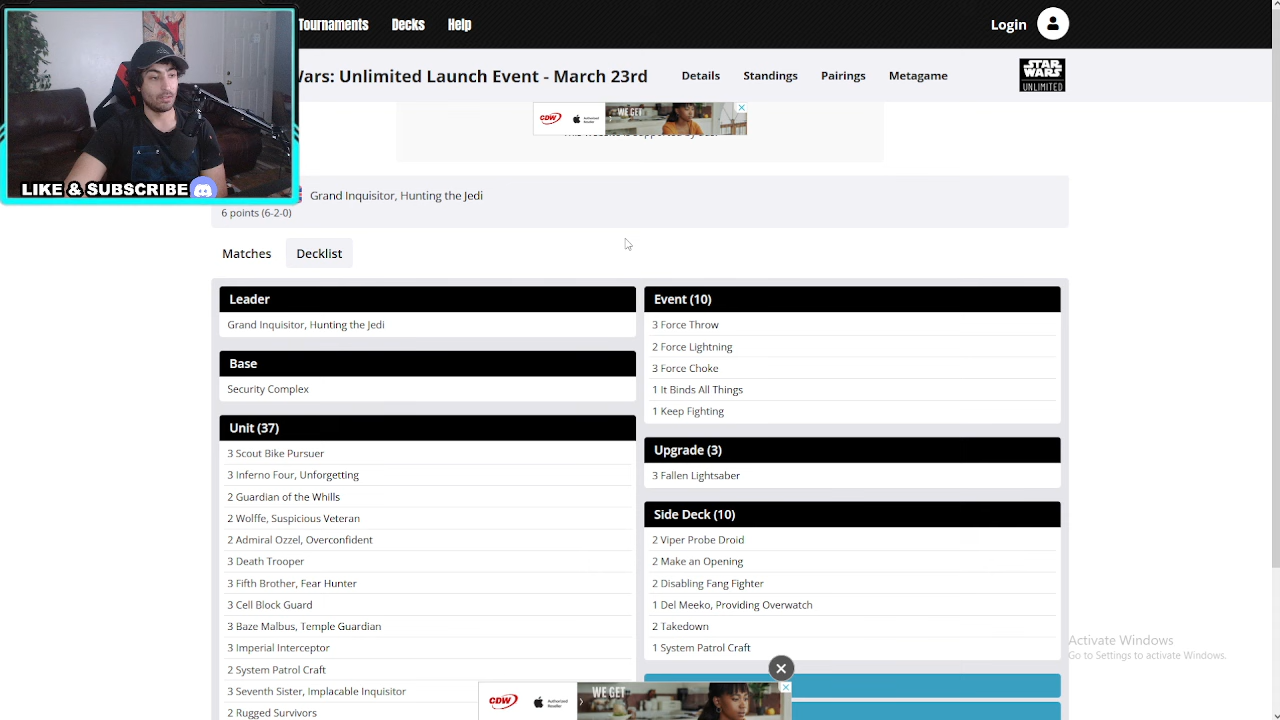 Tournaments Decks Help Login
Wars: Unlimited Launch Event - March 23rd Details Standings Pairings Metagame STAR WARS UNLIMITED
CDW Authorized Reseller WE GET
LIKE & SUBSCRIBE
Grand Inquisitor, Hunting the Jedi
6 points (6-2-0)
Matches Decklist
Leader
Grand Inquisitor, Hunting the Jedi
Base
Security Complex
Unit (37)
3 Scout Bike Pursuer
3 Inferno Four, Unforgetting
2 Guardian of the Whills
2 Wolffe, Suspicious Veteran
2 Admiral Ozzel, Overconfident
3 Death Trooper
3 Fifth Brother, Fear Hunter
3 Cell Block Guard
3 Baze Malbus, Temple Guardian
3 Imperial Interceptor
2 System Patrol Craft
3 Seventh Sister, Implacable Inquisitor
2 Rugged Survivors
Event (10)
3 Force Throw
2 Force Lightning
3 Force Choke
1 It Binds All Things
1 Keep Fighting
Upgrade (3)
3 Fallen Lightsaber
Side Deck (10)
2 Viper Probe Droid
2 Make an Opening
2 Disabling Fang Fighter
1 Del Meeko, Providing Overwatch
2 Takedown
1 System Patrol Craft
Activate Windows
Go to Settings to activate Windows.
CDW Authorized Reseller WE GET